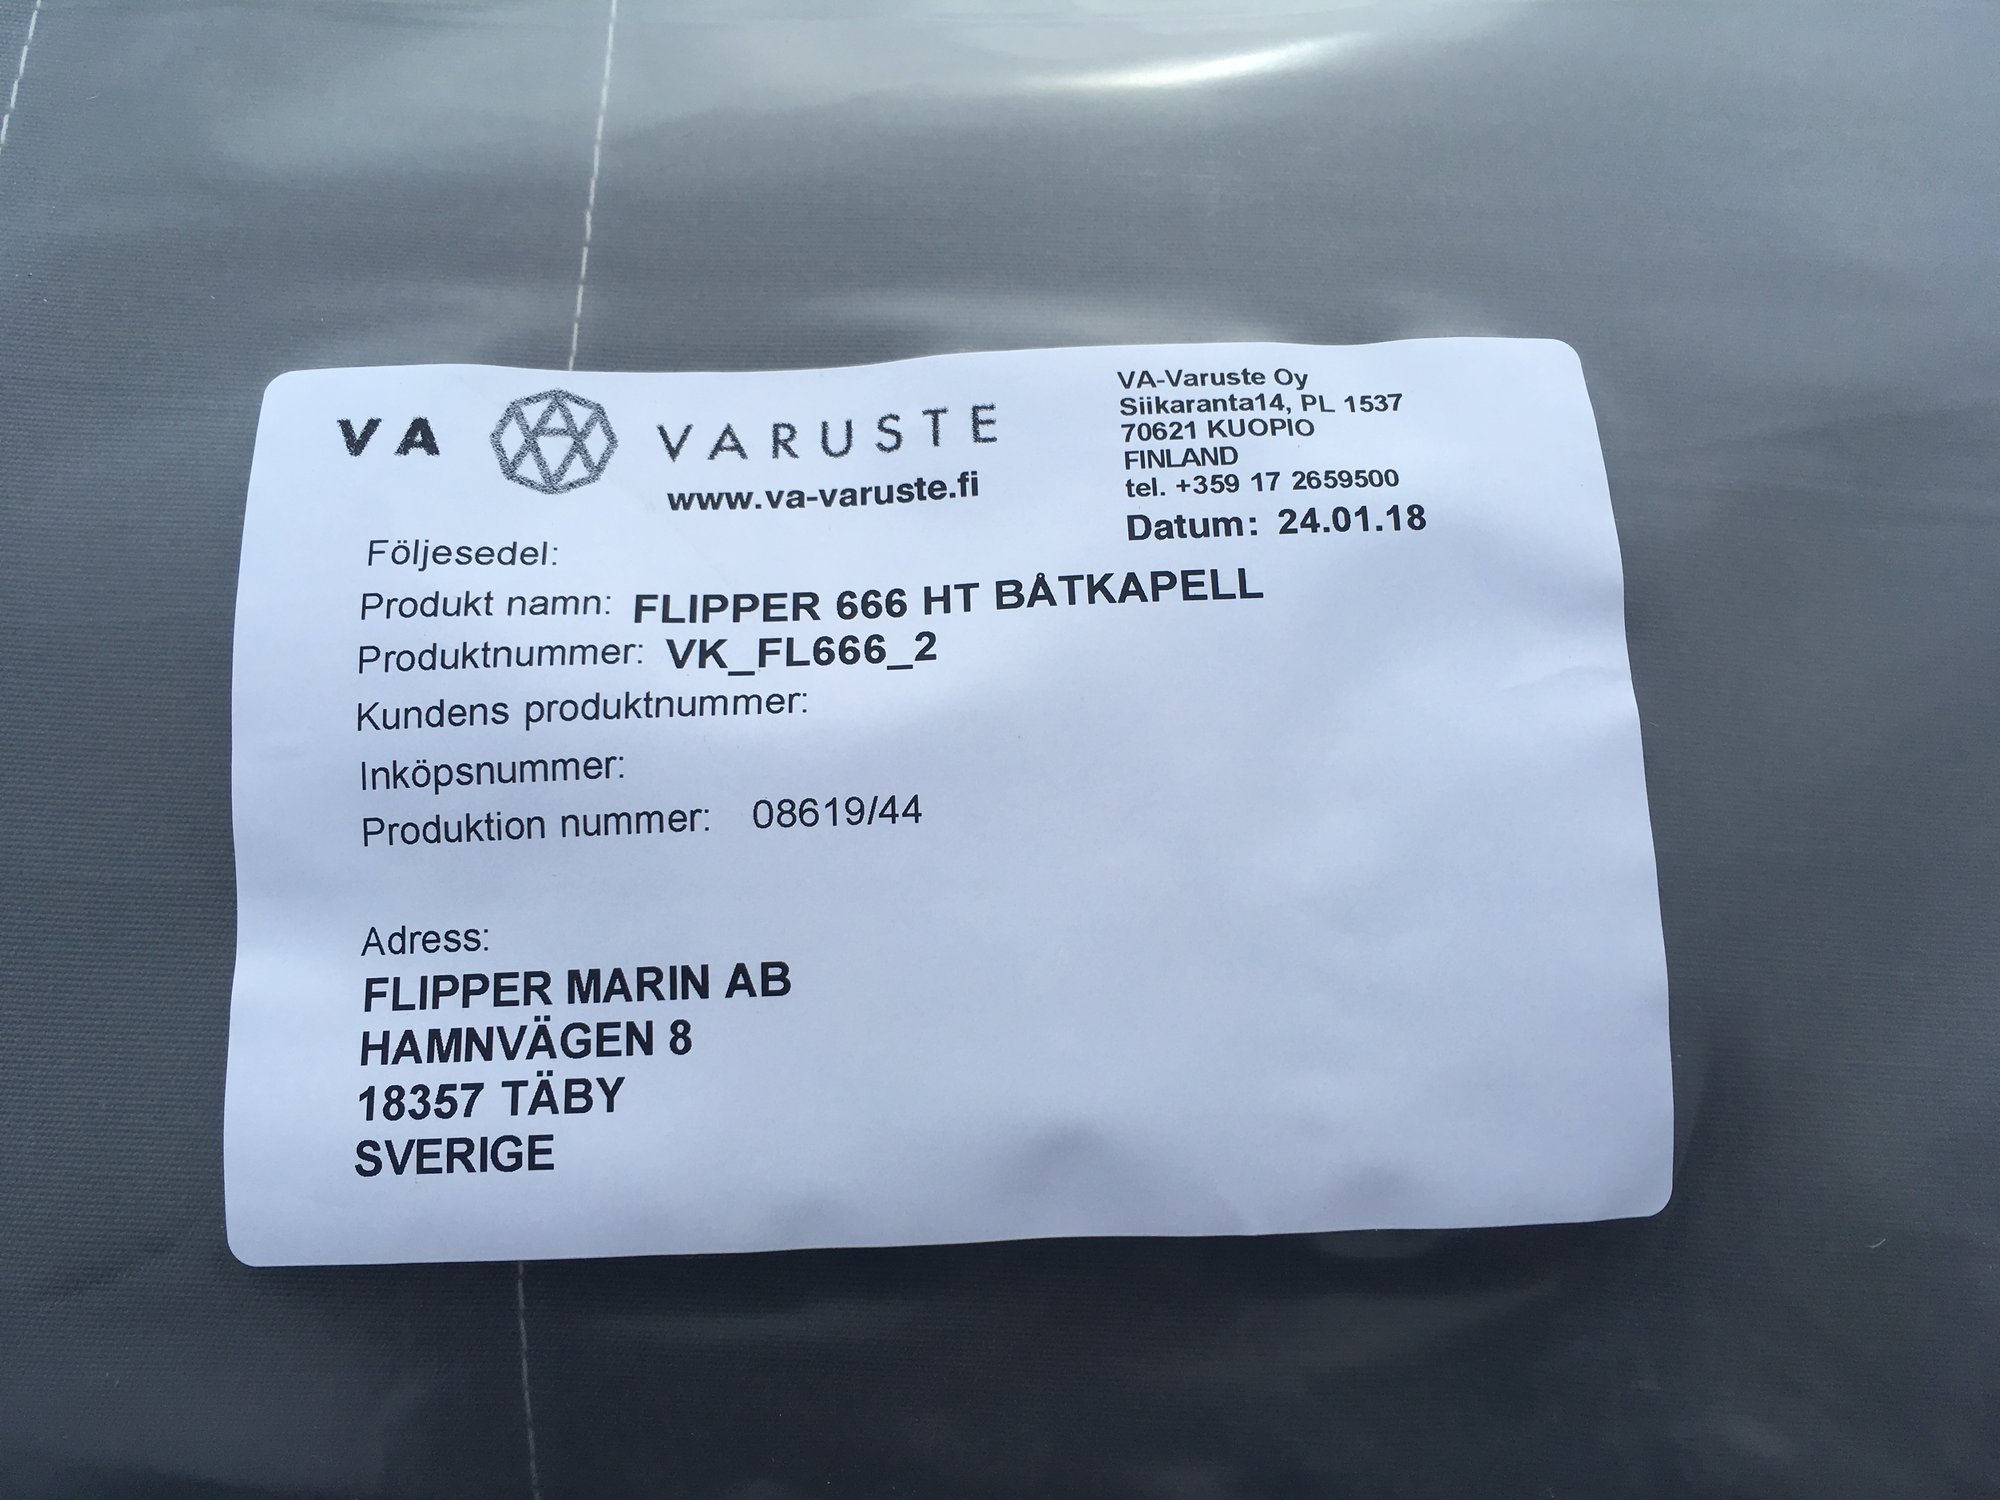 VA VARUSTE
www.va-varuste.fi
VA-Varuste Oy
Siikaranta14, PL 1537
70621 KUOPIO
FINLAND
tel. +359 17 2659500
Datum: 24.01.18
Följesedel:
Produkt namn: FLIPPER 666 HT BÅTKAPELL
Produktnummer: VK_FL666_2
Kundens produktnummer:
Inköpsnummer:
Produktion nummer: 08619/44
Adress:
FLIPPER MARIN AB
HAMNVÄGEN 8
18357 TÄBY
SVERIGE